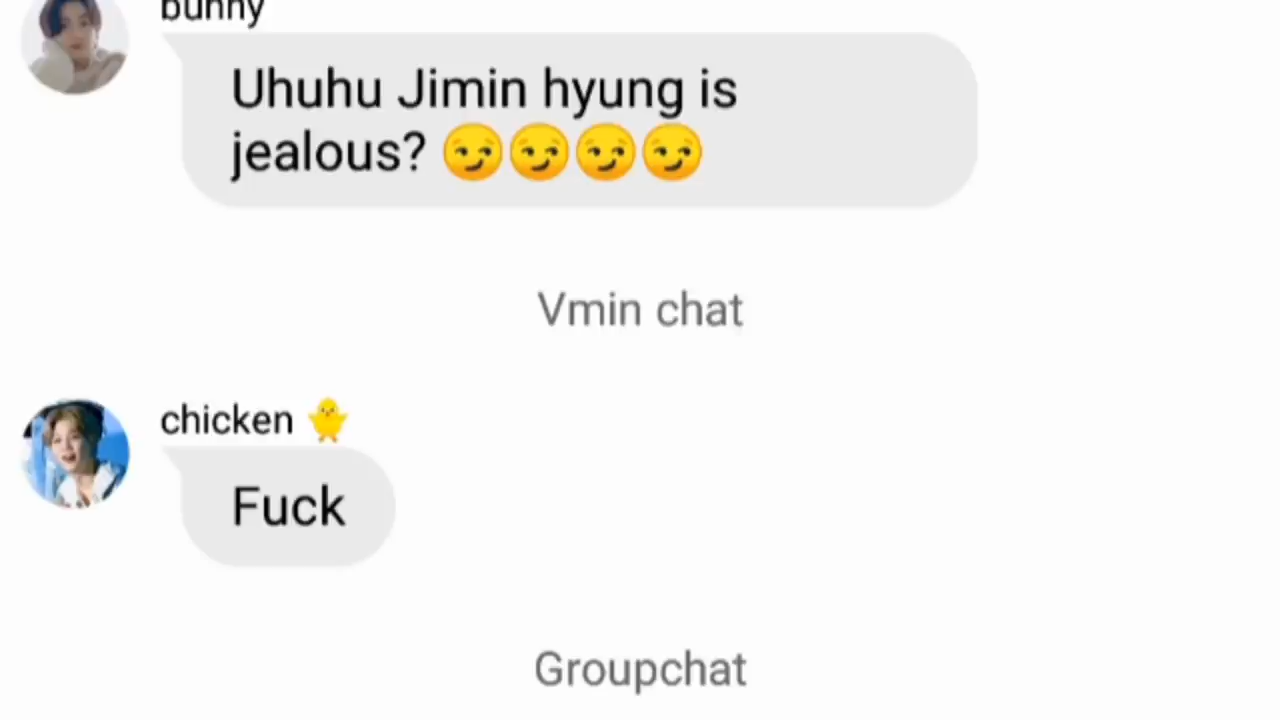 bunny
Uhuhu Jimin hyung is
jealous? 😏😏😏😏
Vmin chat
chicken 🐥
Fuck
Groupchat